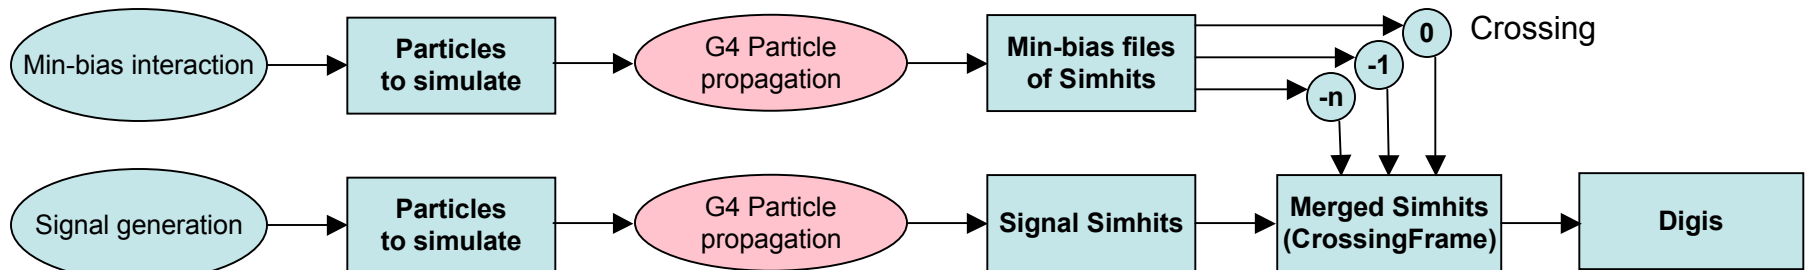 Min-bias interaction
Particles
to simulate
G4 Particle
propagation
Min-bias files
of Simhits
0
Crossing
-1
-n
Signal generation
Particles
to simulate
G4 Particle
propagation
Signal Simhits
Merged Simhits
(CrossingFrame)
Digis